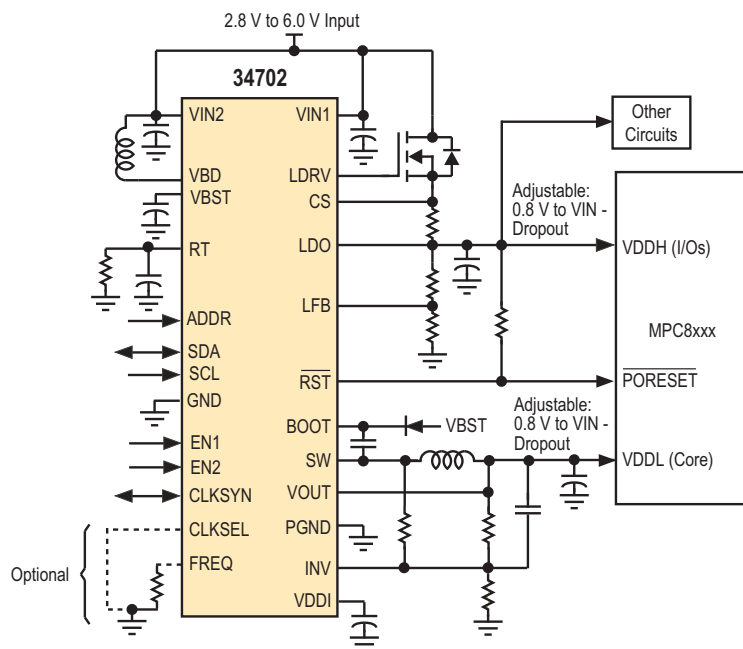 2.8 V to 6.0 V Input
34702
VIN2
VIN1
VBD
VBST
LDRV
CS
RT
LDO
LFB
ADDR
SDA
SCL
RST
GND
BOOT
VBST
EN1
EN2
SW
CLKSYN
VOUT
CLKSEL
PGND
FREQ
INV
VDDI
Optional
Other
Circuits
Adjustable:
0.8 V to VIN -
Dropout
VDDH (I/Os)
MPC8xxx
PORESET
Adjustable:
0.8 V to VIN -
Dropout
VDDL (Core)